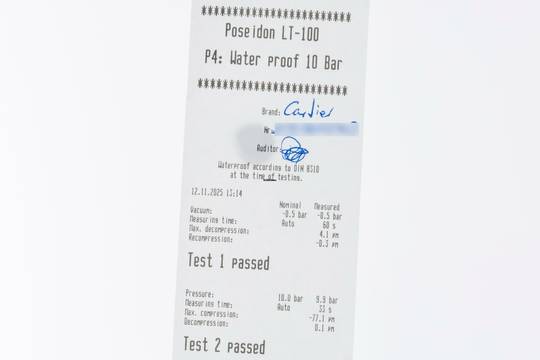 ********************************
Poseidon LT-100
P4: Water proof 10 Bar
********************************
Brand: Cartier
Nr.
Auditor:
Waterproof according to DIN 8310
at the time of testing.
12.11.2025 13:14
Nominal Measured
Vacuum: -0.5 bar -0.5 bar
Measuring time: Auto 60 s
Max. decompression: 4.1 µm
Recompression: -0.3 µm
Test 1 passed
Pressure: 10.0 bar 9.9 bar
Measuring time: Auto 33 s
Max. compression: -77.1 µm
Decompression: 0.1 µm
Test 2 passed